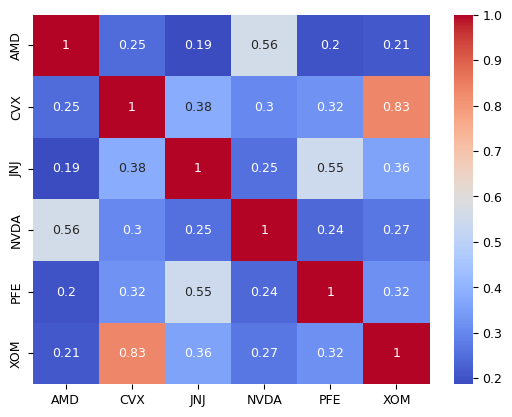 AMD 1 0.25 0.19 0.56 0.2 0.21
CVX 0.25 1 0.38 0.3 0.32 0.83
JNJ 0.19 0.38 1 0.25 0.55 0.36
NVDA 0.56 0.3 0.25 1 0.24 0.27
PFE 0.2 0.32 0.55 0.24 1 0.32
XOM 0.21 0.83 0.36 0.27 0.32 1
AMD CVX JNJ NVDA PFE XOM
1.0
0.9
0.8
0.7
0.6
0.5
0.4
0.3
0.2